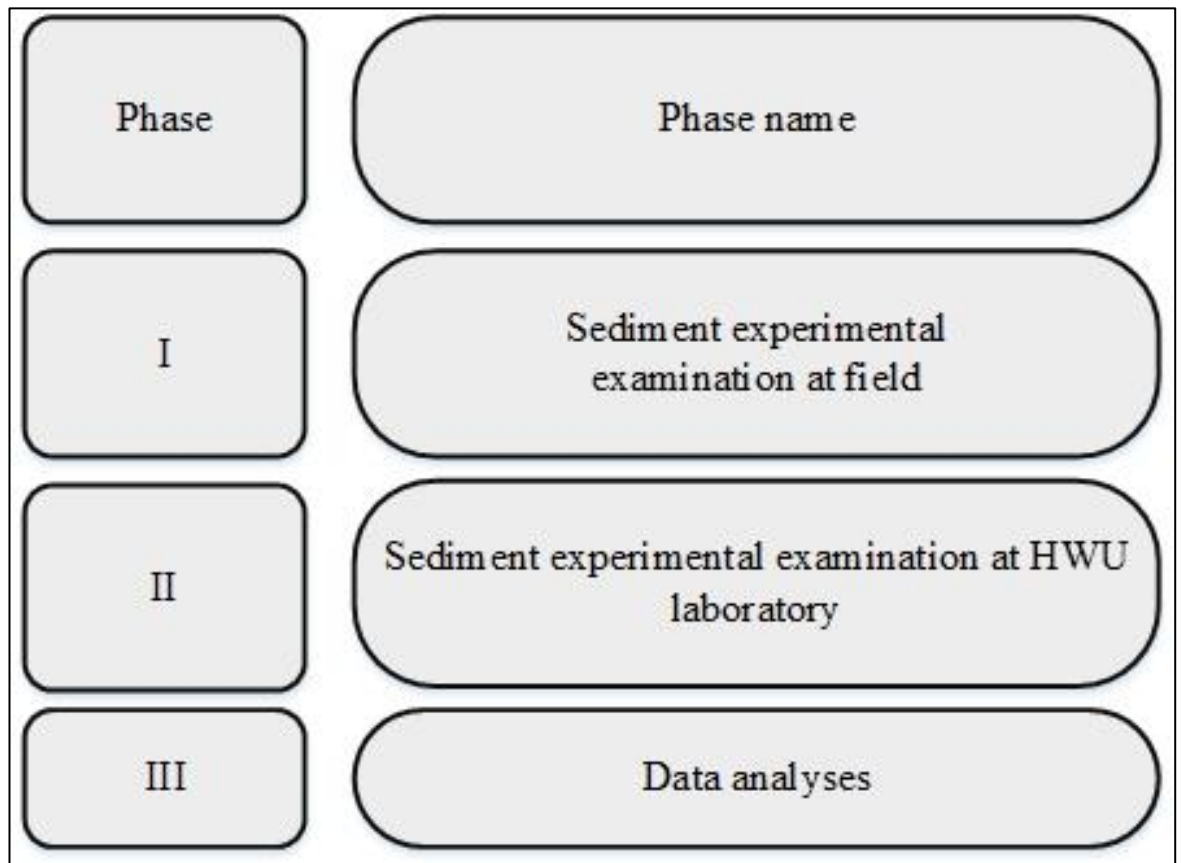 Phase
Phase name
I
Sediment experimental
examination at field
II
Sediment experimental examination at HWU
laboratory
III
Data analyses